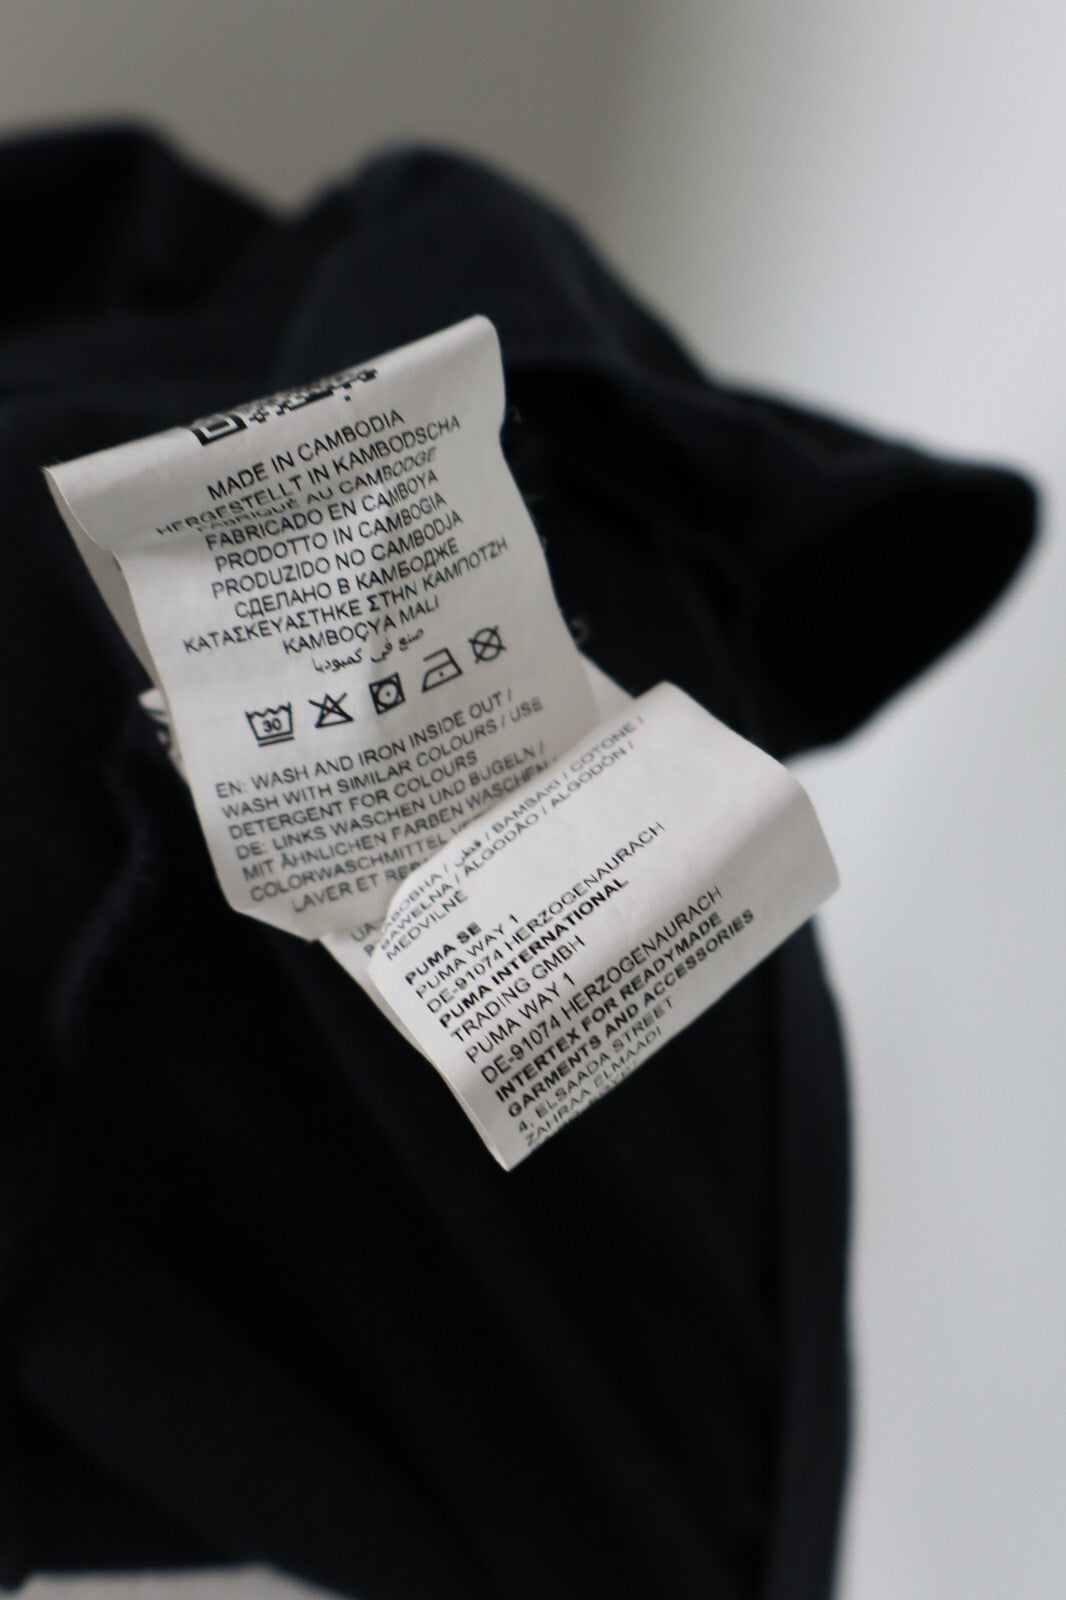 MADE IN CAMBODIA
HERGESTELLT IN KAMBODSCHA
FABRIQUÉ AU CAMBODGE
FABRICADO EN CAMBOYA
PRODOTTO IN CAMBOGIA
PRODUZIDO NO CAMBODJA
СДЕЛАНО В КАМБОДЖЕ
ΚΑΤΑΣΚΕΥΑΣΤΗΚΕ ΣΤΗΝ ΚΑΜΠΟΤΖΗ
KAMBOÇYA MALI
صنع في كمبوديا
30
EN: WASH AND IRON INSIDE OUT /
WASH WITH SIMILAR COLOURS / USE
DETERGENT FOR COLOURS
DE: LINKS WASCHEN UND BÜGELN /
MIT ÄHNLICHEN FARBEN WASCHEN
COLORWASCHMITTEL
LAVER ET
قطن / BAMBAKI / COTONE /
BAWEŁNA / ALGODÃO / ALGODÓN /
MEDVILNĖ
PUMA SE
PUMA WAY 1
DE-91074 HERZOGENAURACH
PUMA INTERNATIONAL
TRADING GMBH
PUMA WAY 1
DE-91074 HERZOGENAURACH
INTERTEX FOR READYMADE
GARMENTS AND ACCESSORIES
4, ELSAADA STREET
ZAHRAA ELMAADI